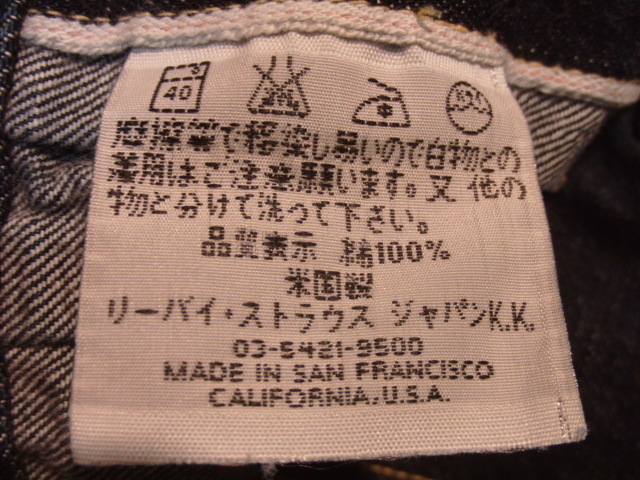 40
摩擦等で移染し易いので白物との
着用はご注意願います。又 他の
物と分けて洗って下さい。
品質表示 綿100%
米国製
リーバイ・ストラウス ジャパンK.K.
03-5421-9500
MADE IN SAN FRANCISCO
CALIFORNIA,U.S.A.